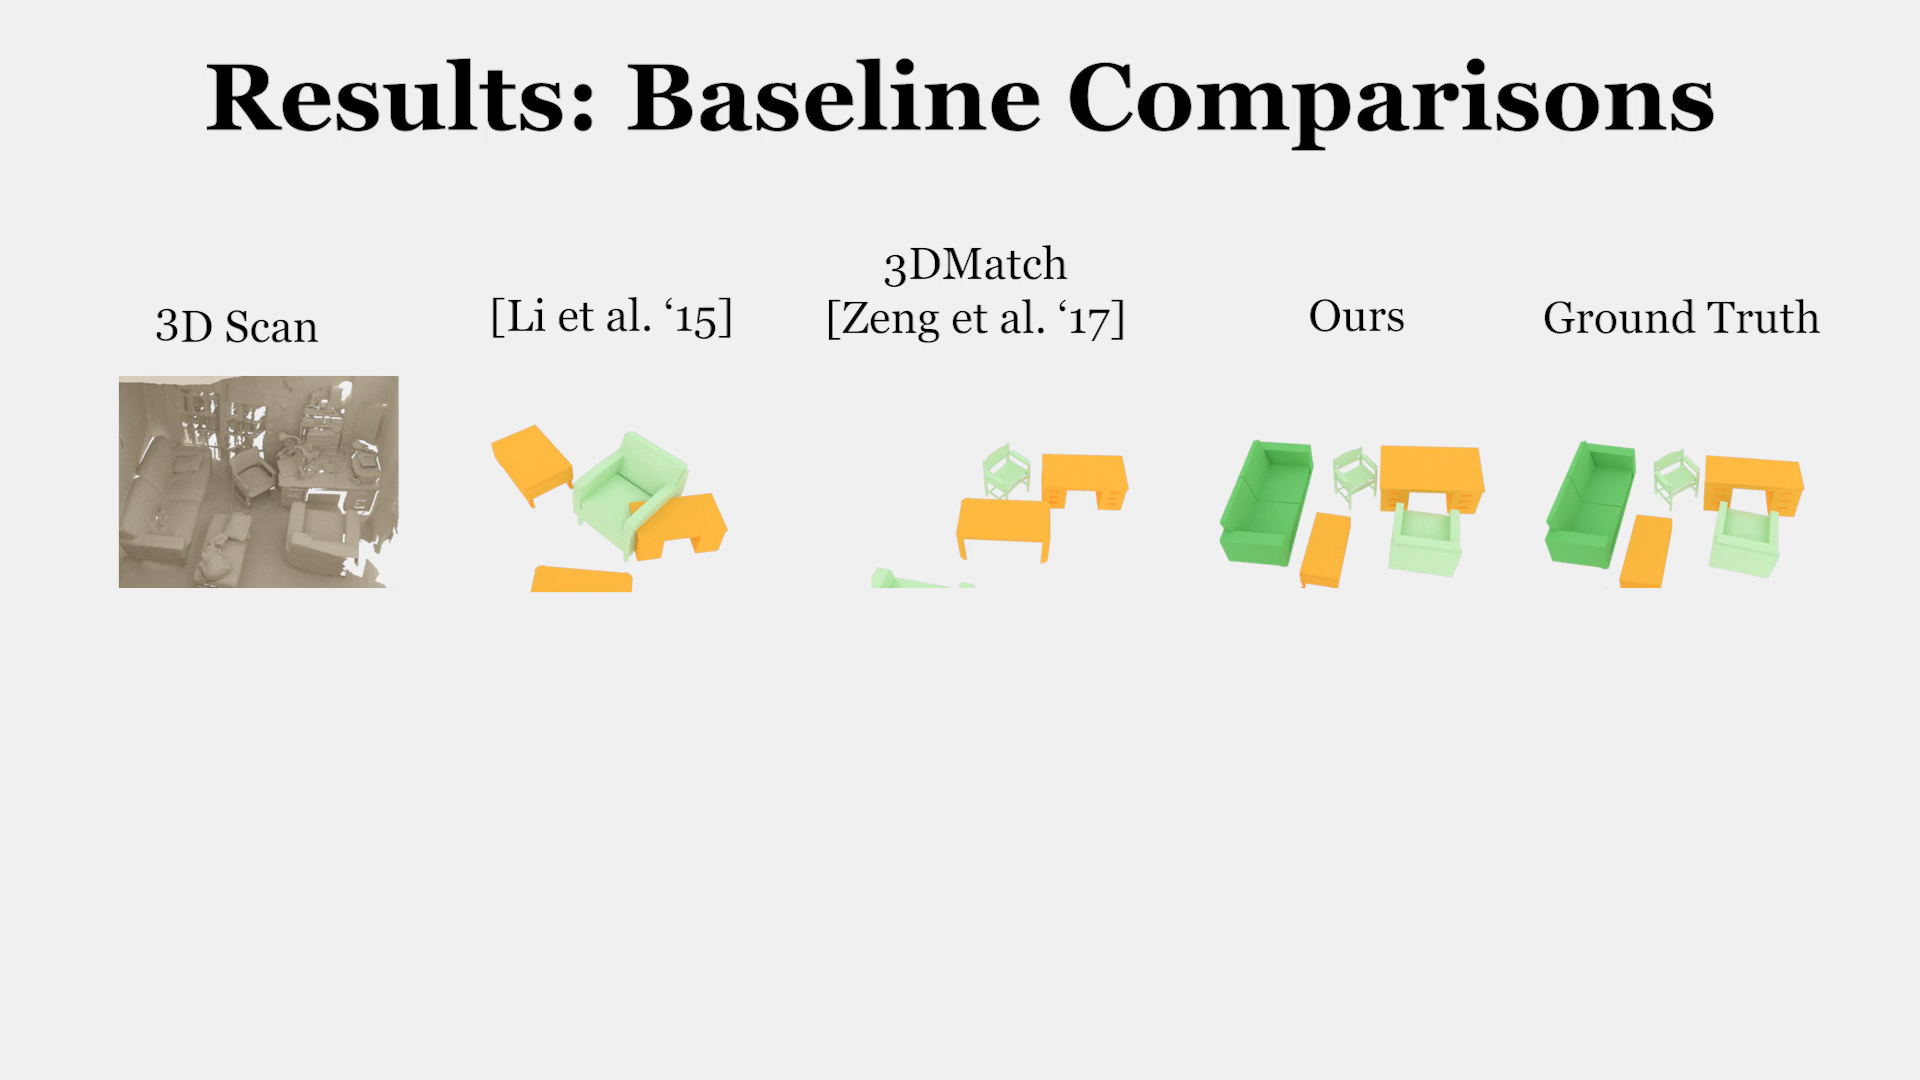 Results: Baseline Comparisons
3D Scan
[Li et al. ‘15]
3DMatch
[Zeng et al. ‘17]
Ours
Ground Truth